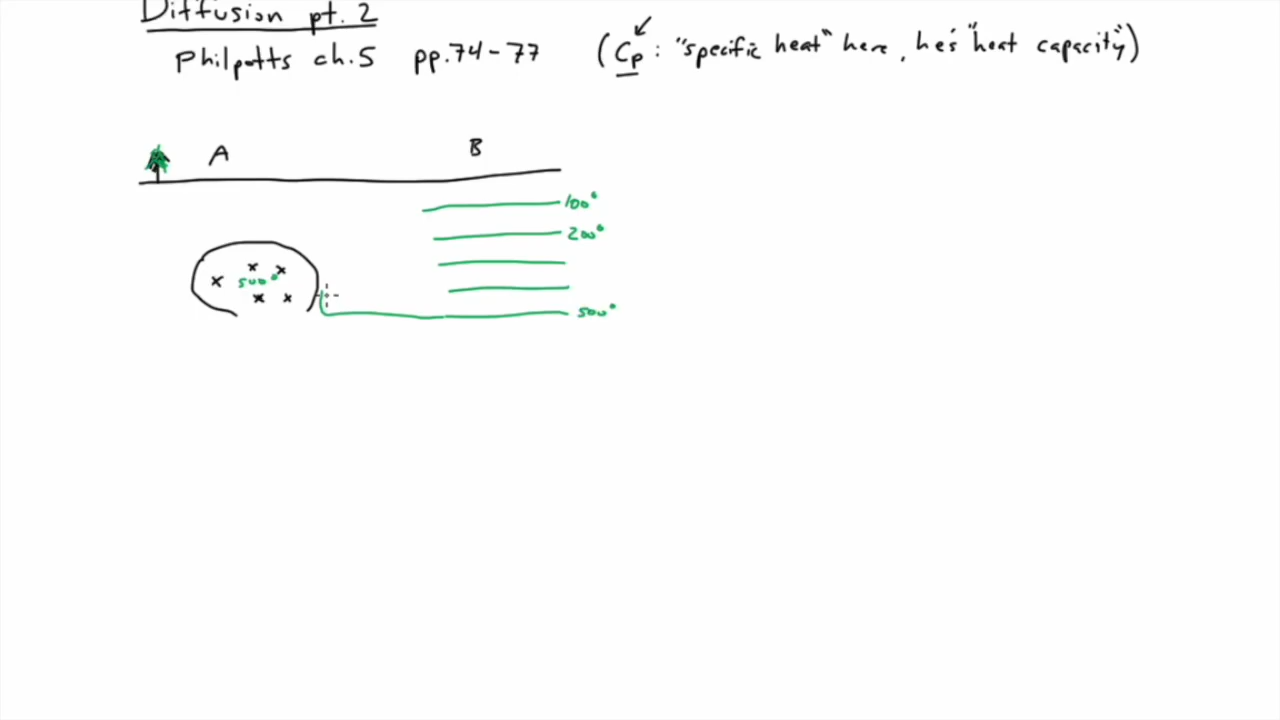 Diffusion pt. 2
Philpotts ch.5 pp.74-77 (Cp: "specific heat" here, he's "heat capacity")
A B
100°
200°
500°
500°